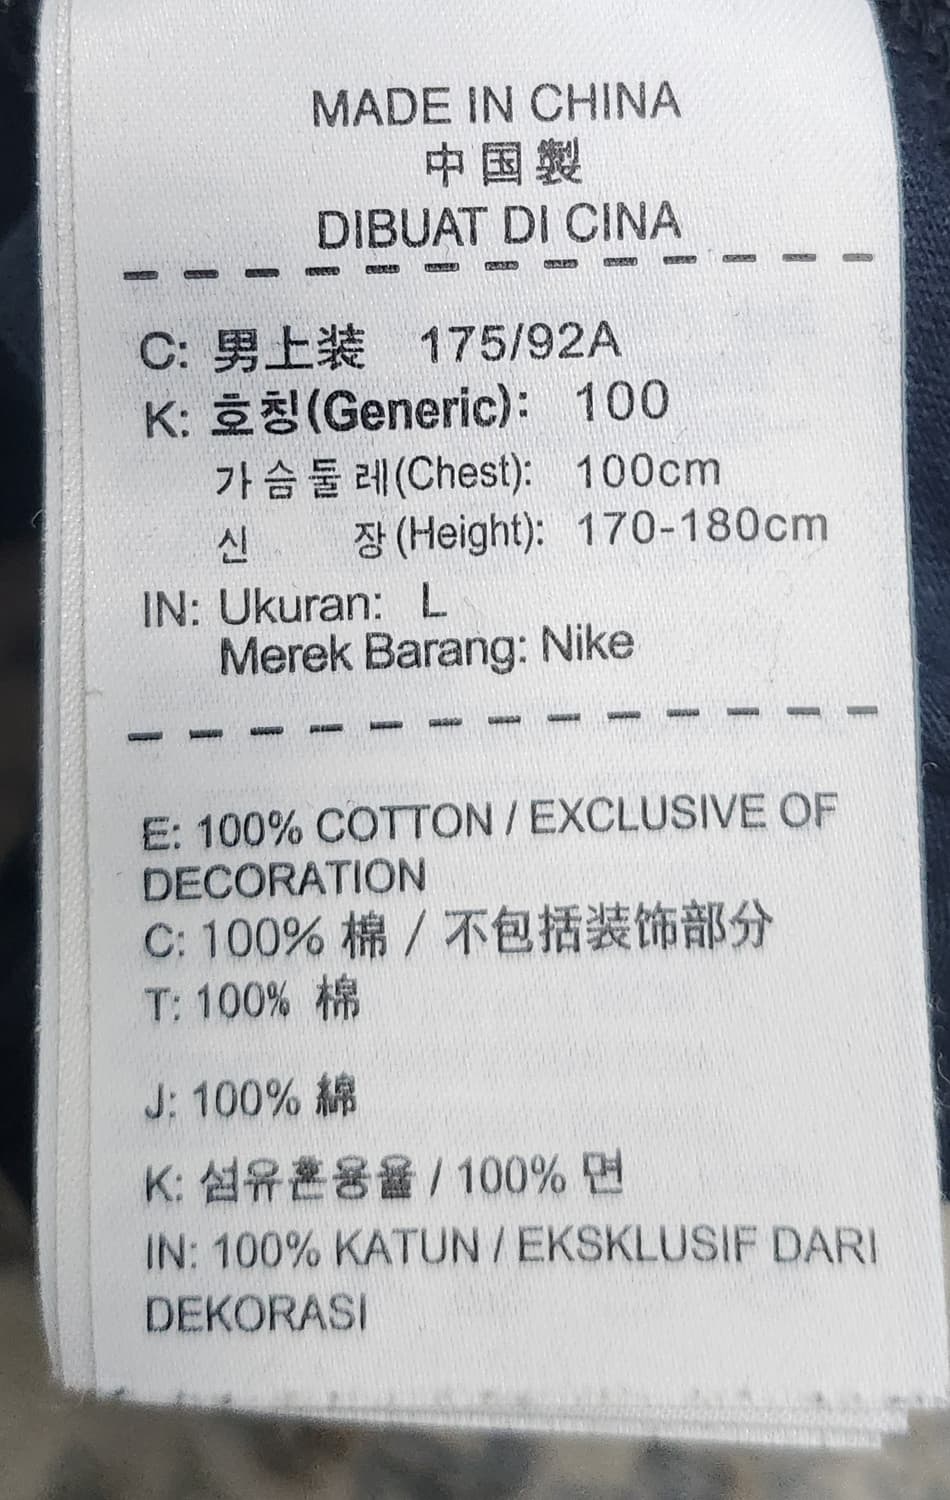 MADE IN CHINA
中国製
DIBUAT DI CINA
C: 男上装 175/92A
K: 호칭(Generic): 100
가슴둘레(Chest): 100cm
신 장(Height): 170-180cm
IN: Ukuran: L
Merek Barang: Nike
E: 100% COTTON / EXCLUSIVE OF
DECORATION
C: 100% 棉 / 不包括装饰部分
T: 100% 棉
J: 100% 綿
K: 섬유혼용율 / 100% 면
IN: 100% KATUN / EKSKLUSIF DARI
DEKORASI